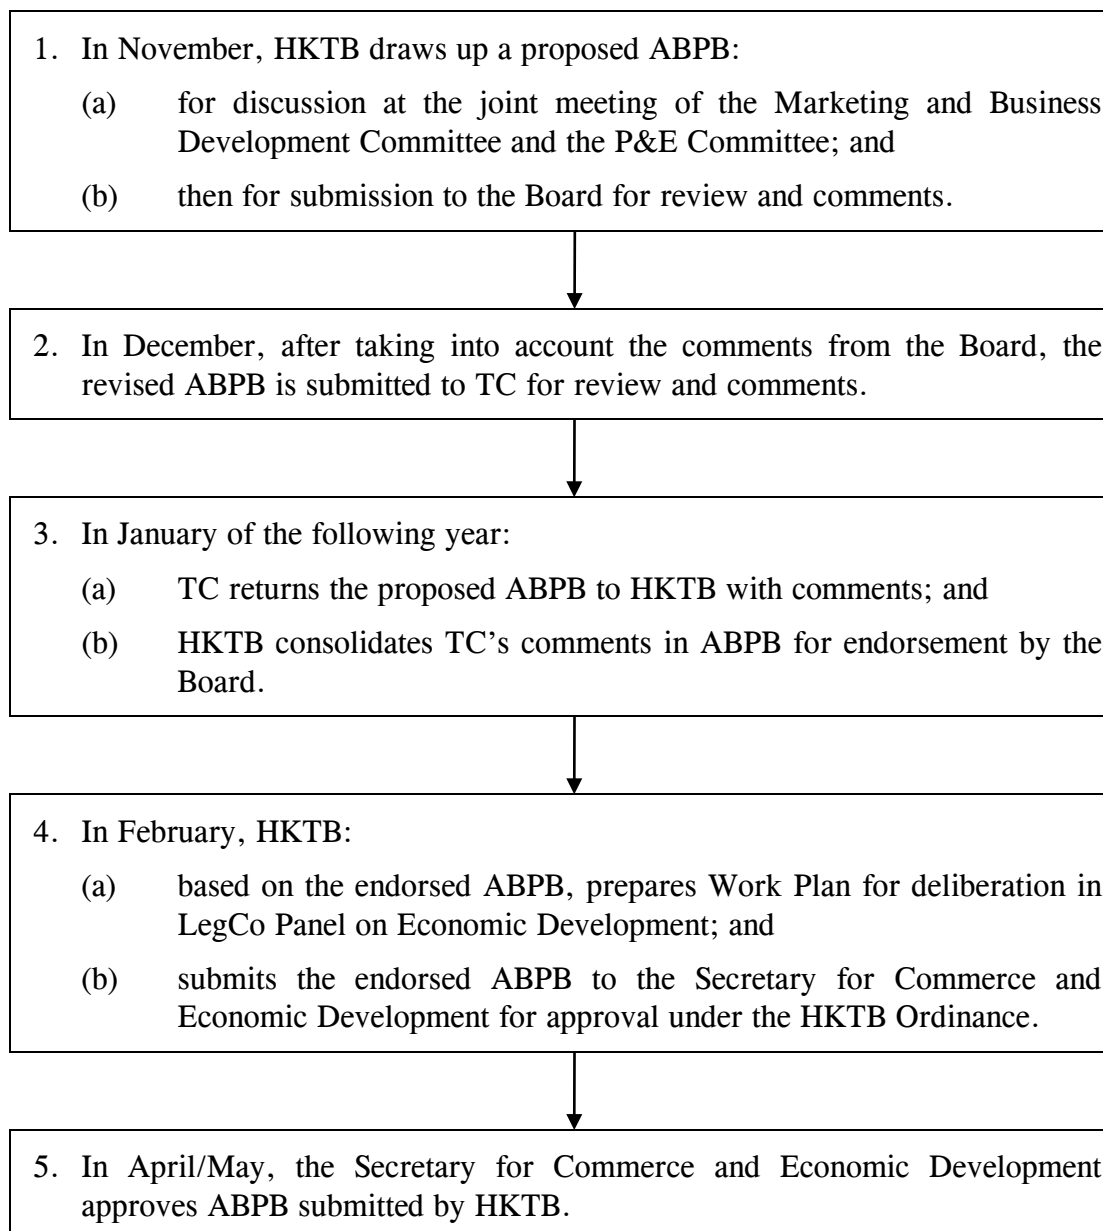 1. In November, HKTB draws up a proposed ABPB:
(a) for discussion at the joint meeting of the Marketing and Business
Development Committee and the P&E Committee; and
(b) then for submission to the Board for review and comments.
2. In December, after taking into account the comments from the Board, the
revised ABPB is submitted to TC for review and comments.
3. In January of the following year:
(a) TC returns the proposed ABPB to HKTB with comments; and
(b) HKTB consolidates TC’s comments in ABPB for endorsement by the
Board.
4. In February, HKTB:
(a) based on the endorsed ABPB, prepares Work Plan for deliberation in
LegCo Panel on Economic Development; and
(b) submits the endorsed ABPB to the Secretary for Commerce and
Economic Development for approval under the HKTB Ordinance.
5. In April/May, the Secretary for Commerce and Economic Development
approves ABPB submitted by HKTB.